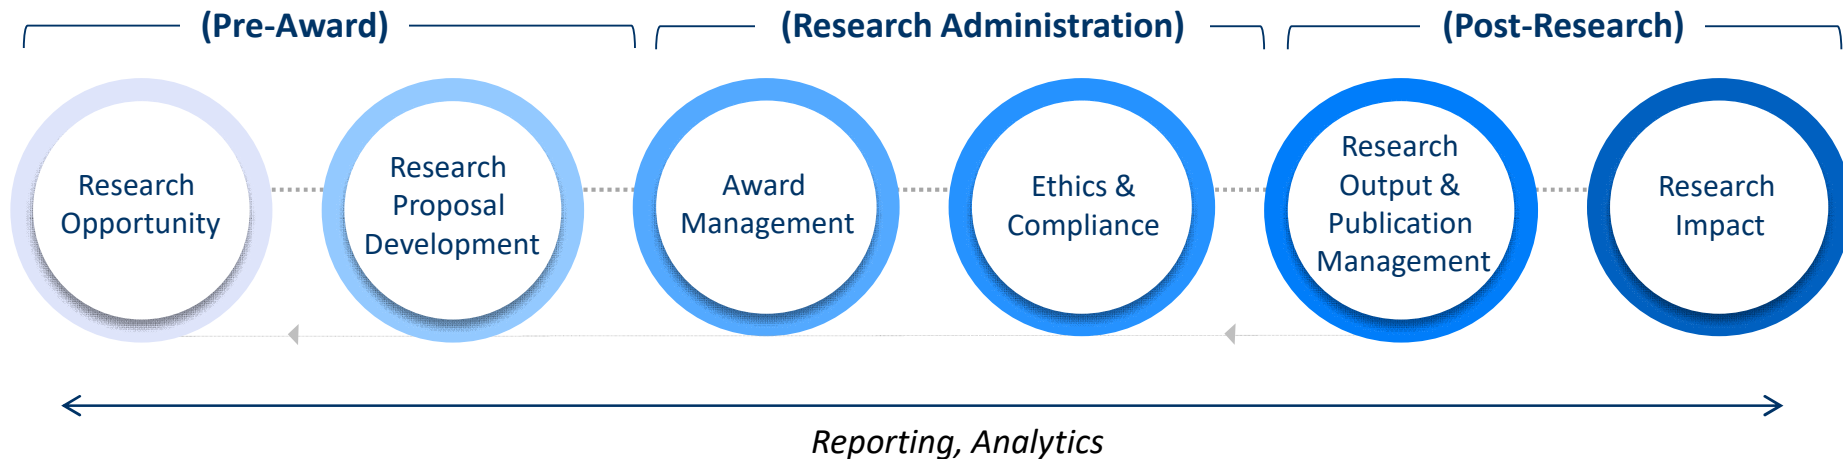 (Pre-Award)
(Research Administration)
(Post-Research)
Research
Opportunity
Research
Proposal
Development
Award
Management
Ethics &
Compliance
Research
Output &
Publication
Management
Research
Impact
Reporting, Analytics